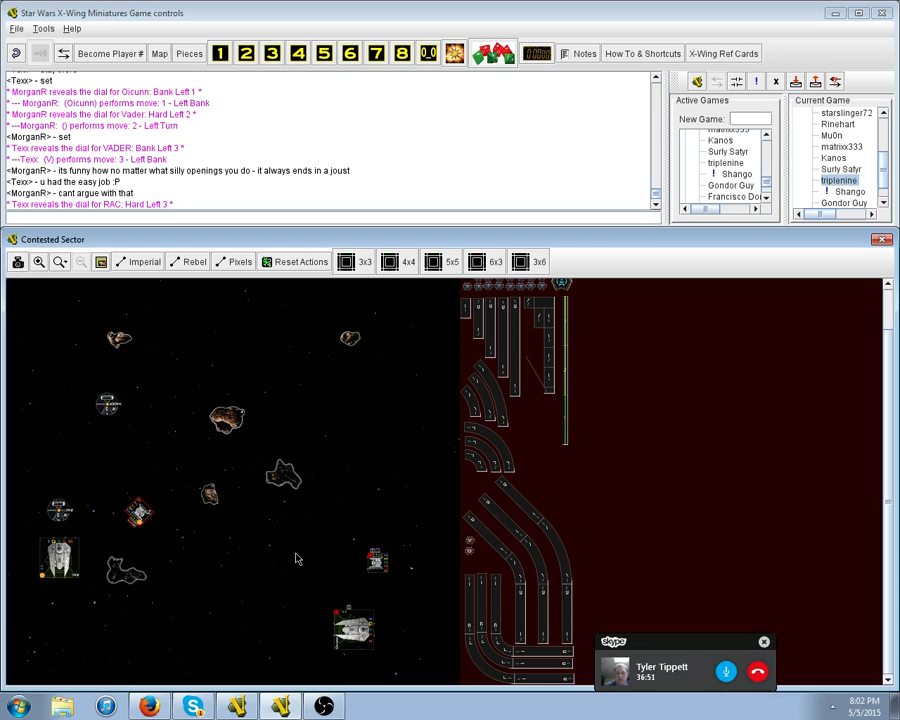 Star Wars X-Wing Miniatures Game controls
File Tools Help
Become Player # Map Pieces 1 2 3 4 5 6 7 8 Notes How To & Shortcuts X-Wing Ref Cards
<Texx> - set
* MorganR reveals the dial for Oicunn: Bank Left 1 *
* --- MorganR: (Oicunn) performs move: 1 - Left Bank
* MorganR reveals the dial for Vader: Hard Left 2 *
* ---MorganR: () performs move: 2 - Left Turn
<MorganR> - set
* Texx reveals the dial for VADER: Bank Left 3 *
* ---Texx: (V) performs move: 3 - Left Bank
<MorganR> - its funny how no matter what silly openings you do - it always ends in a joust
<Texx> - u had the easy job :P
<MorganR> - cant argue with that
* Texx reveals the dial for RAC: Hard Left 3 *
! x
Active Games
New Game:
matrixx333
Kanos
Surly Satyr
triplenine
! Shango
Gordon Guy
Francisco Do
Current Game
starslinger72
Rinehart
Mu0n
matrixx333
Kanos
Surly Satyr
triplenine
! Shango
Gondor Guy
Contested Sector
Imperial Rebel Pixels Reset Actions 3x3 4x4 5x5 6x3 3x6
skype
Tyler Tippett
36:51
8:02 PM
5/5/2015